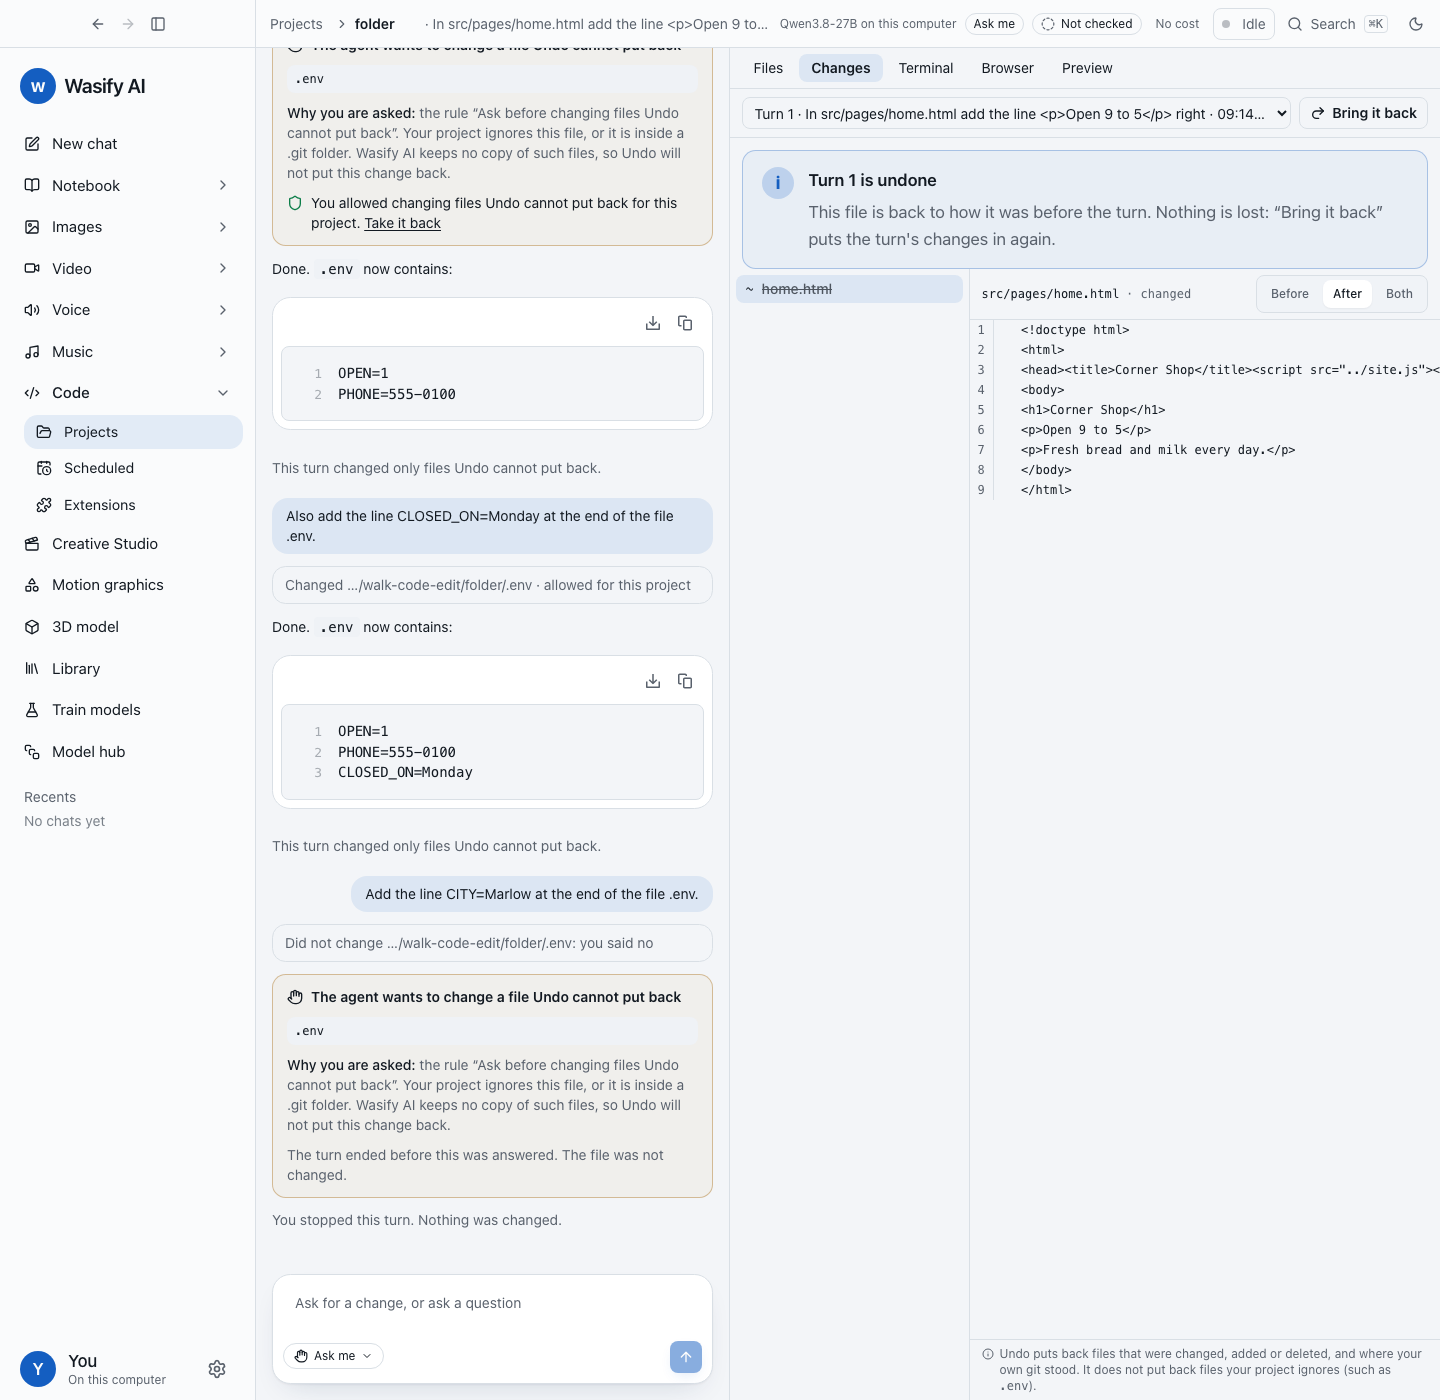 Projects
folder
· In src/pages/home.html add the line <p>Open 9 to...
Qwen3.8-27B on this computer
Ask me
Not checked
No cost
Idle
Search
⌘K
W
Wasify AI
New chat
Notebook
Images
Video
Voice
Music
Code
Projects
Scheduled
Extensions
Creative Studio
Motion graphics
3D model
Library
Train models
Model hub
Recents
No chats yet
Y
You
On this computer
The agent wants to change a file Undo cannot put back
.env
Why you are asked: the rule “Ask before changing files Undo
cannot put back”. Your project ignores this file, or it is inside a
.git folder. Wasify AI keeps no copy of such files, so Undo will
not put this change back.
You allowed changing files Undo cannot put back for this
project. Take it back
Done. .env now contains:
1 OPEN=1
2 PHONE=555-0100
This turn changed only files Undo cannot put back.
Also add the line CLOSED_ON=Monday at the end of the file
.env.
Changed .../walk-code-edit/folder/.env · allowed for this project
Done. .env now contains:
1 OPEN=1
2 PHONE=555-0100
3 CLOSED_ON=Monday
This turn changed only files Undo cannot put back.
Add the line CITY=Marlow at the end of the file .env.
Did not change .../walk-code-edit/folder/.env: you said no
The agent wants to change a file Undo cannot put back
.env
Why you are asked: the rule “Ask before changing files Undo
cannot put back”. Your project ignores this file, or it is inside a
.git folder. Wasify AI keeps no copy of such files, so Undo will
not put this change back.
The turn ended before this was answered. The file was not
changed.
You stopped this turn. Nothing was changed.
Ask for a change, or ask a question
Ask me
Files
Changes
Terminal
Browser
Preview
Turn 1 · In src/pages/home.html add the line <p>Open 9 to 5</p> right · 09:14...
Bring it back
i
Turn 1 is undone
This file is back to how it was before the turn. Nothing is lost: “Bring it back”
puts the turn's changes in again.
~ home.html
src/pages/home.html · changed
Before
After
Both
1 <!doctype html>
2 <html>
3 <head><title>Corner Shop</title><script src="../site.js"><
4 <body>
5 <h1>Corner Shop</h1>
6 <p>Open 9 to 5</p>
7 <p>Fresh bread and milk every day.</p>
8 </body>
9 </html>
Undo puts back files that were changed, added or deleted, and where your
own git stood. It does not put back files your project ignores (such as
.env).